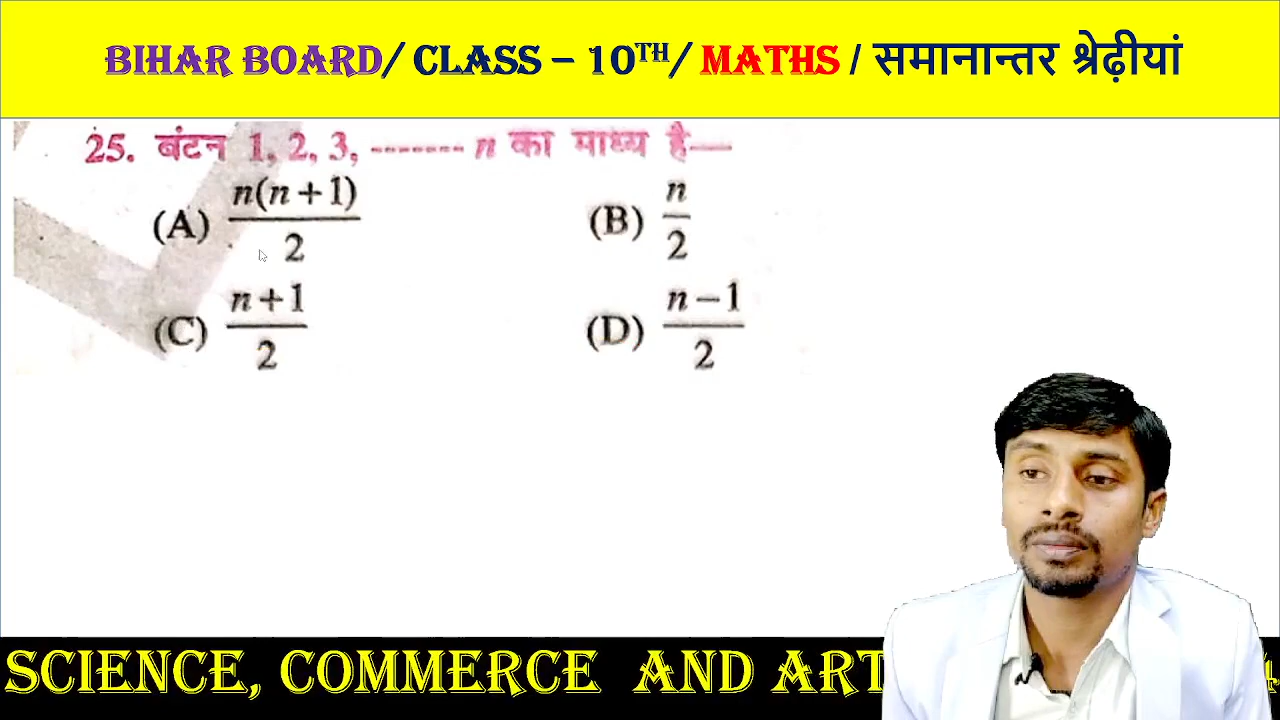 BIHAR BOARD/ CLASS – 10TH/ MATHS / समानान्तर श्रेढ़ीयां
25. बंटन 1, 2, 3, ------- n का माध्य है—
(A) n(n+1)/2 (B) n/2
(C) n+1/2 (D) n−1/2
SCIENCE, COMMERCE AND ART